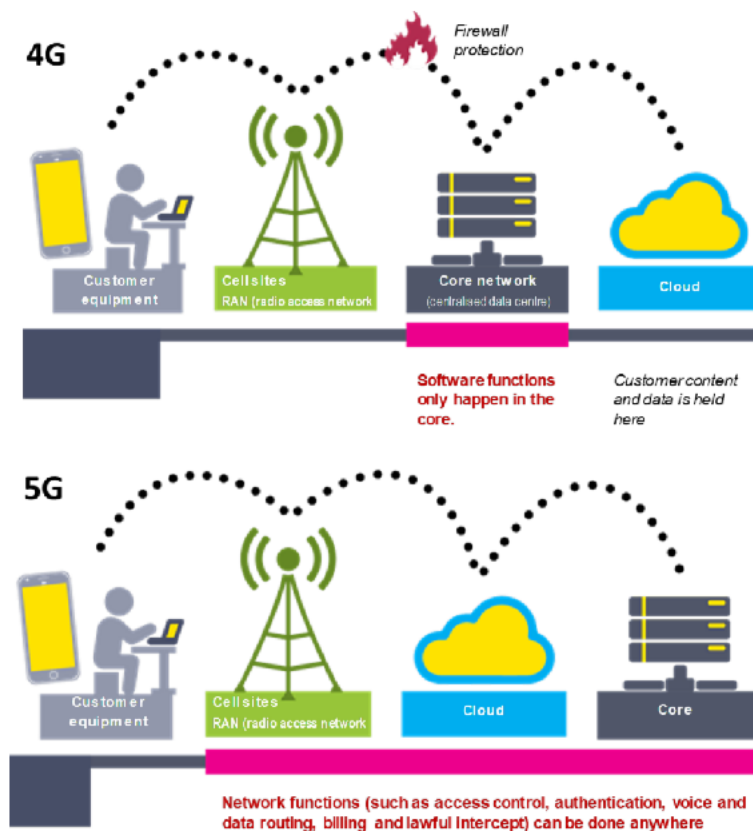 4G
Firewall
protection
Customer
equipment
Cell sites
RAN (radio access network
Core network
(centralised data centre)
Cloud
Software functions
only happen in the
core.
Customer content
and data is held
here
5G
Customer
equipment
Cell sites
RAN (radio access network
Cloud
Core
Network functions (such as access control, authentication, voice and
data routing, billing and lawful intercept) can be done anywhere